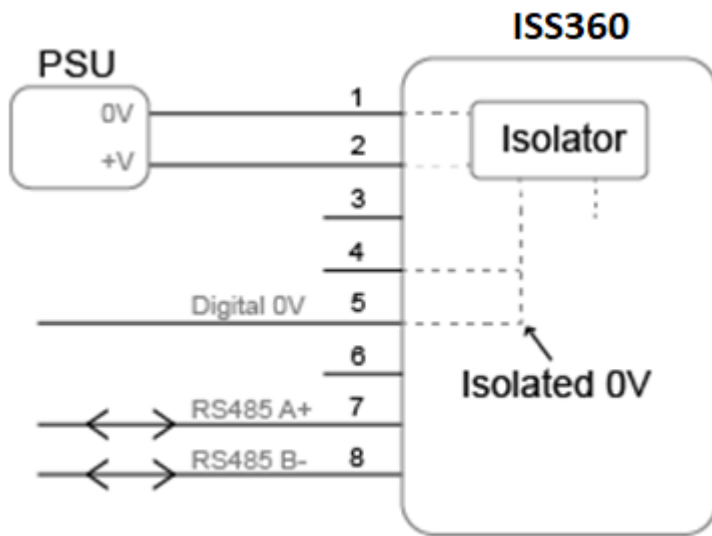 ISS360
PSU
0V
1
+V
2
Isolator
3
4
Digital 0V 5
6
Isolated 0V
RS485 A+ 7
RS485 B- 8